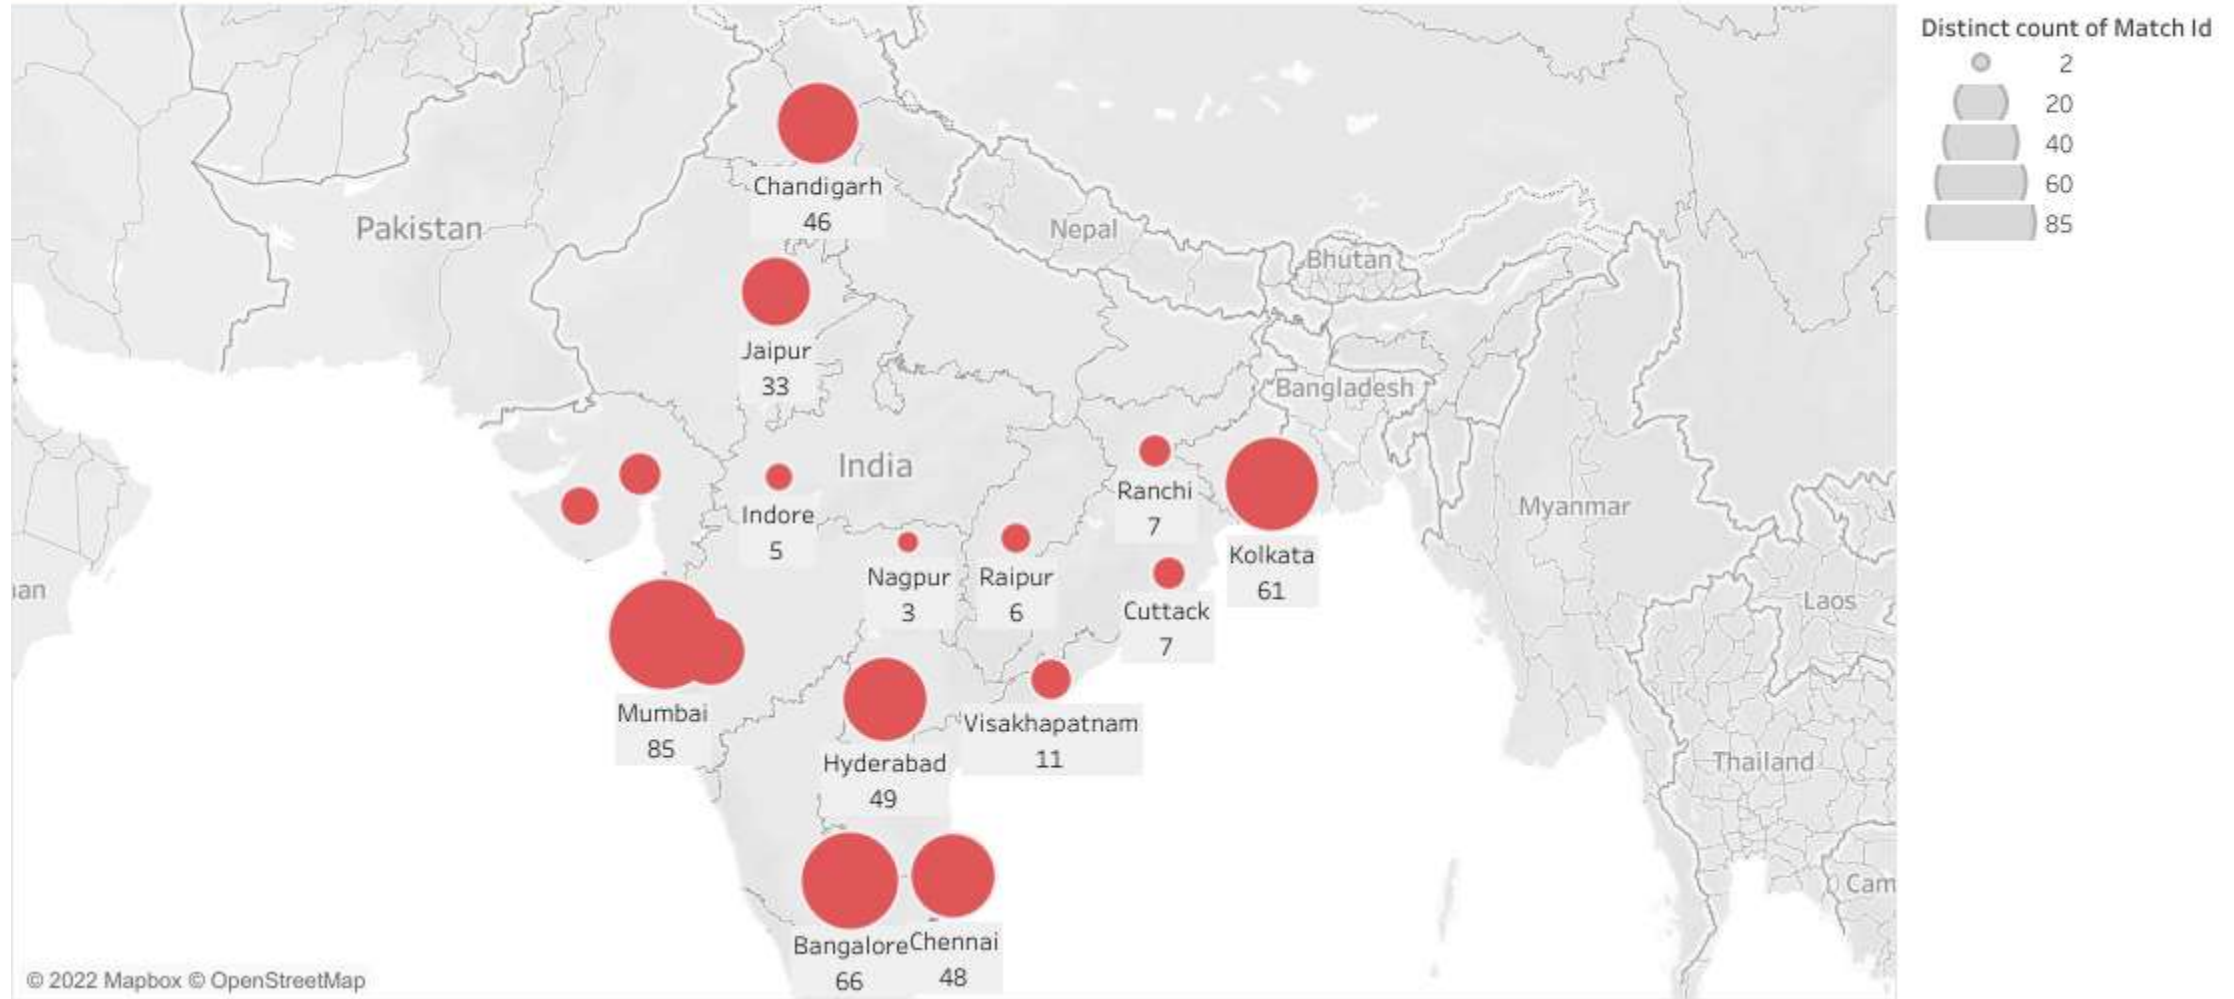 Distinct count of Match Id
2
20
40
60
85
Chandigarh
46
Pakistan
Nepal
Bhutan
Jaipur
33
Bangladesh
India
Indore
5
Ranchi
7
Kolkata
61
Myanmar
Nagpur
3
Raipur
6
Cuttack
7
an
Laos
Mumbai
85
Hyderabad
49
Visakhapatnam
11
Thailand
Bangalore
66
Chennai
48
Cam
© 2022 Mapbox © OpenStreetMap